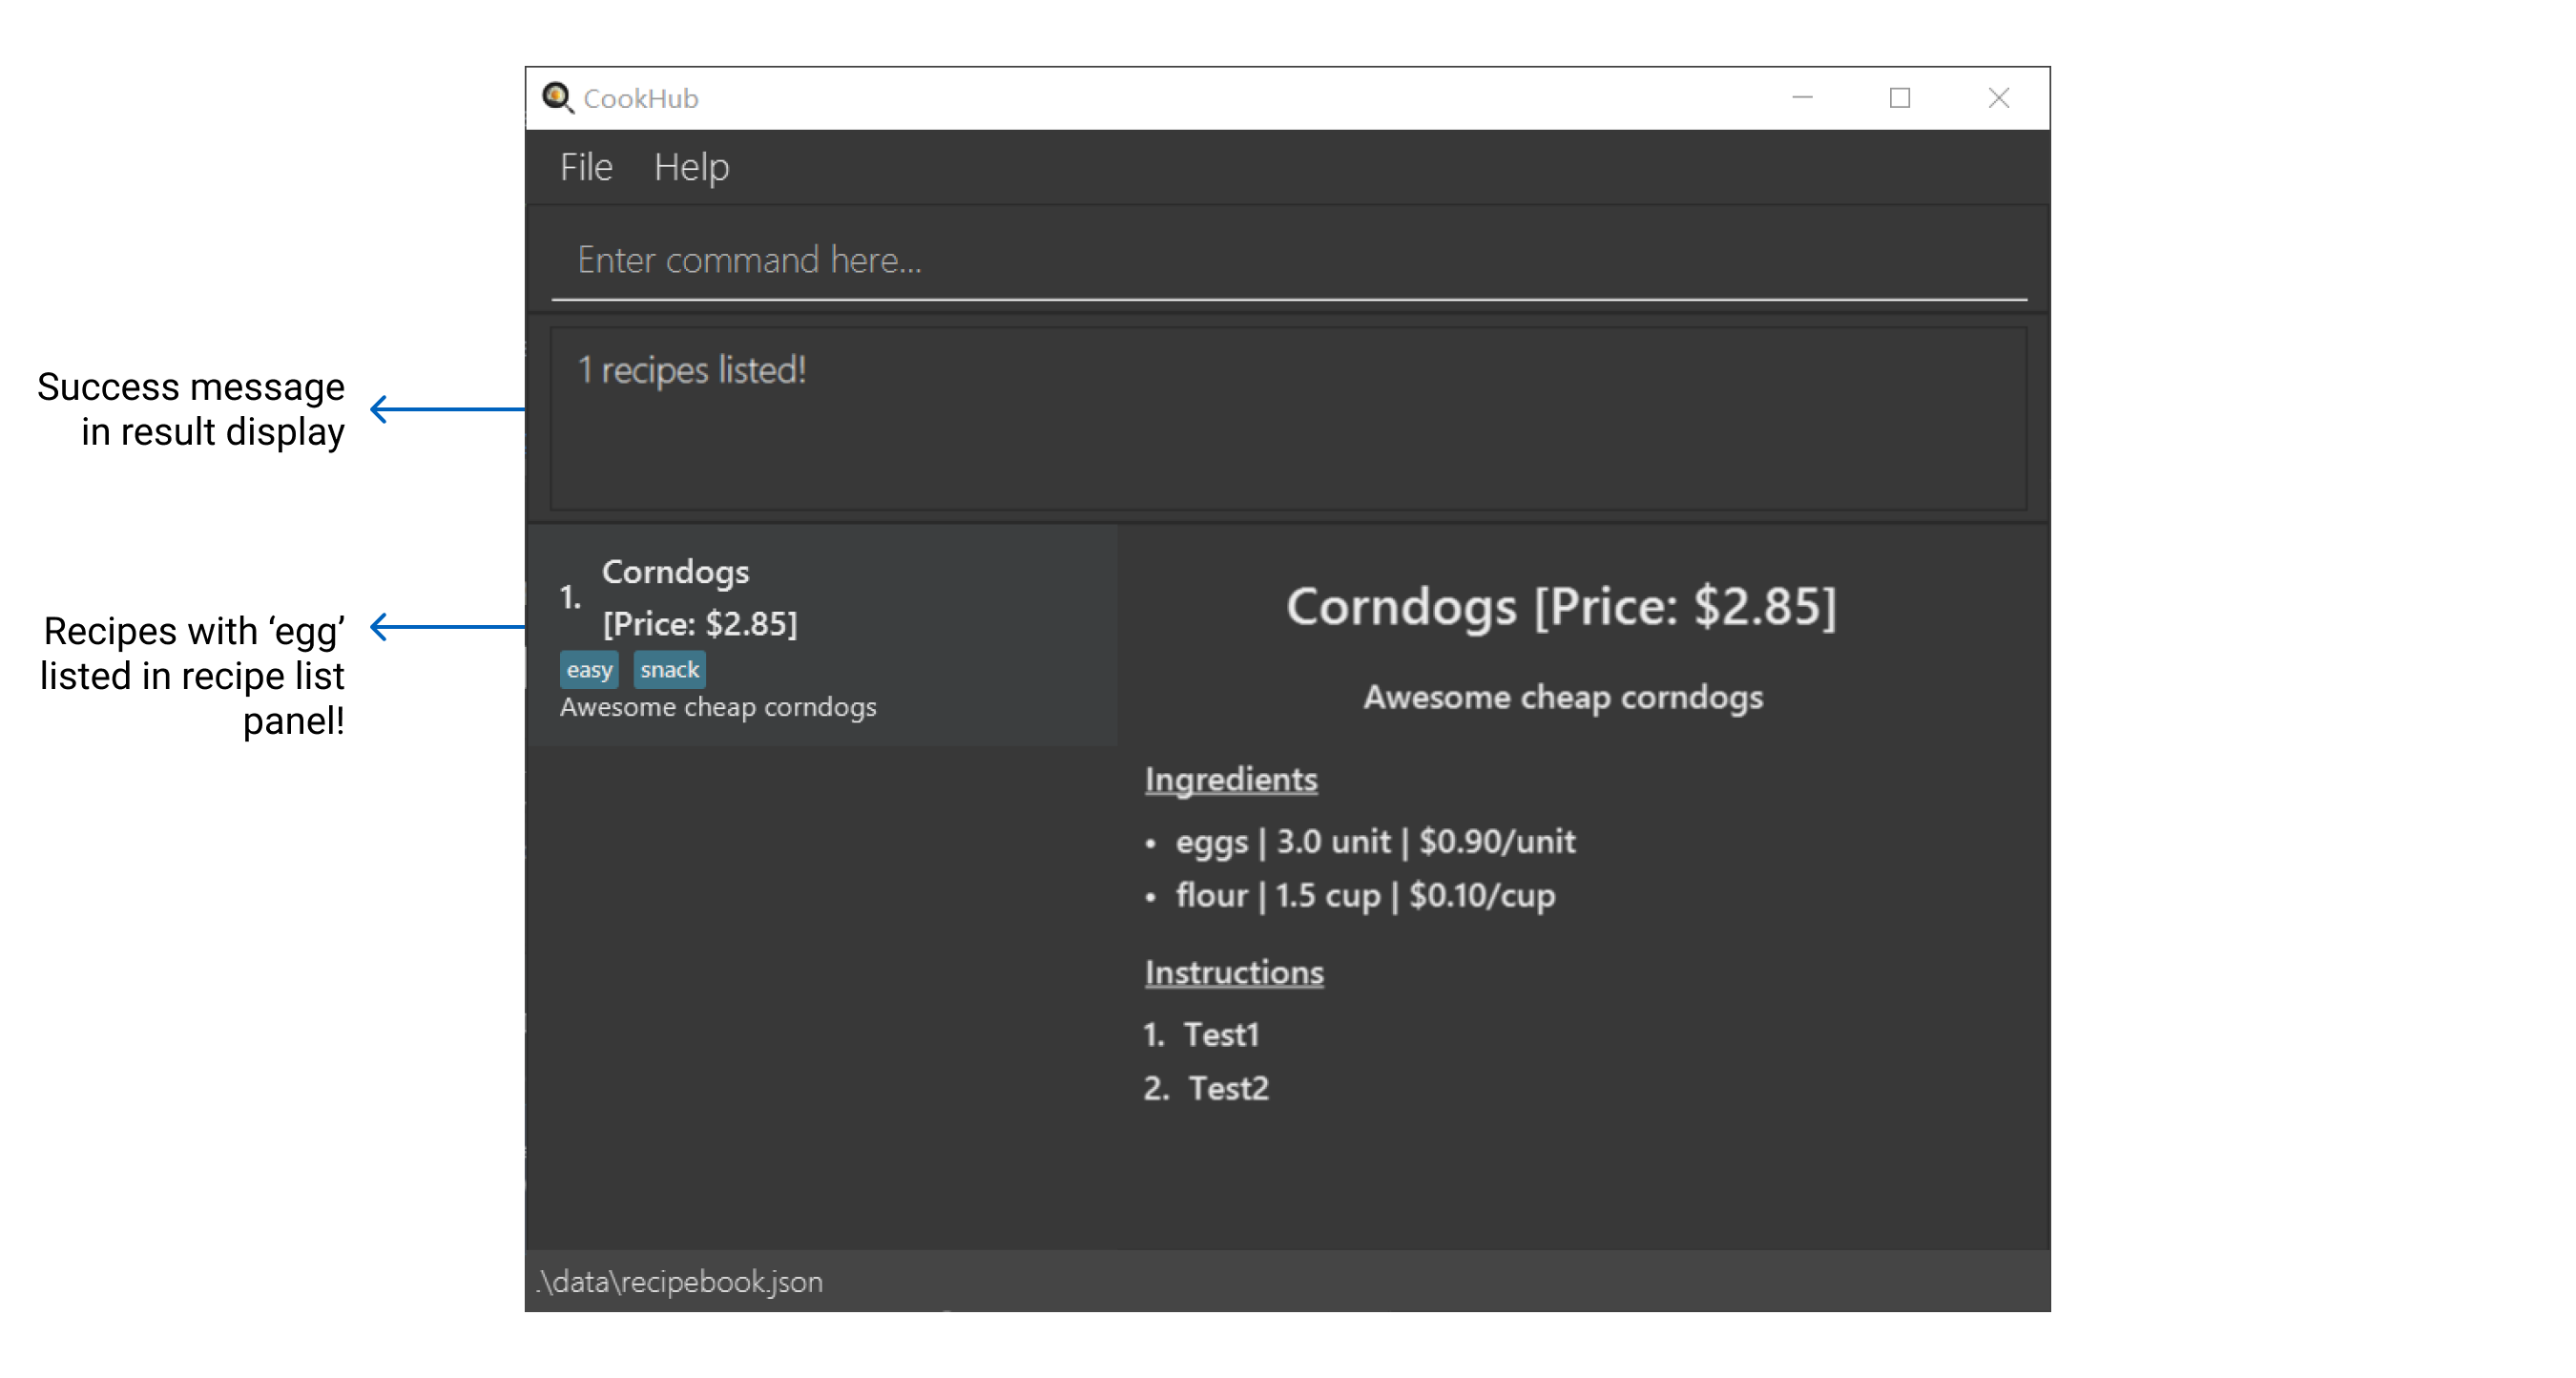 CookHub
File Help
Enter command here...
1 recipes listed!
Success message
in result display
1. Corndogs
[Price: $2.85]
easy snack
Awesome cheap corndogs
Recipes with ‘egg’
listed in recipe list
panel!
Corndogs [Price: $2.85]
Awesome cheap corndogs
Ingredients
• eggs | 3.0 unit | $0.90/unit
• flour | 1.5 cup | $0.10/cup
Instructions
1. Test1
2. Test2
.\data\recipebook.json